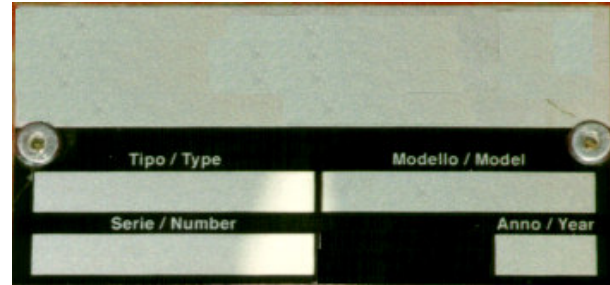 Tipo / Type Modello / Model
Serie / Number Anno / Year